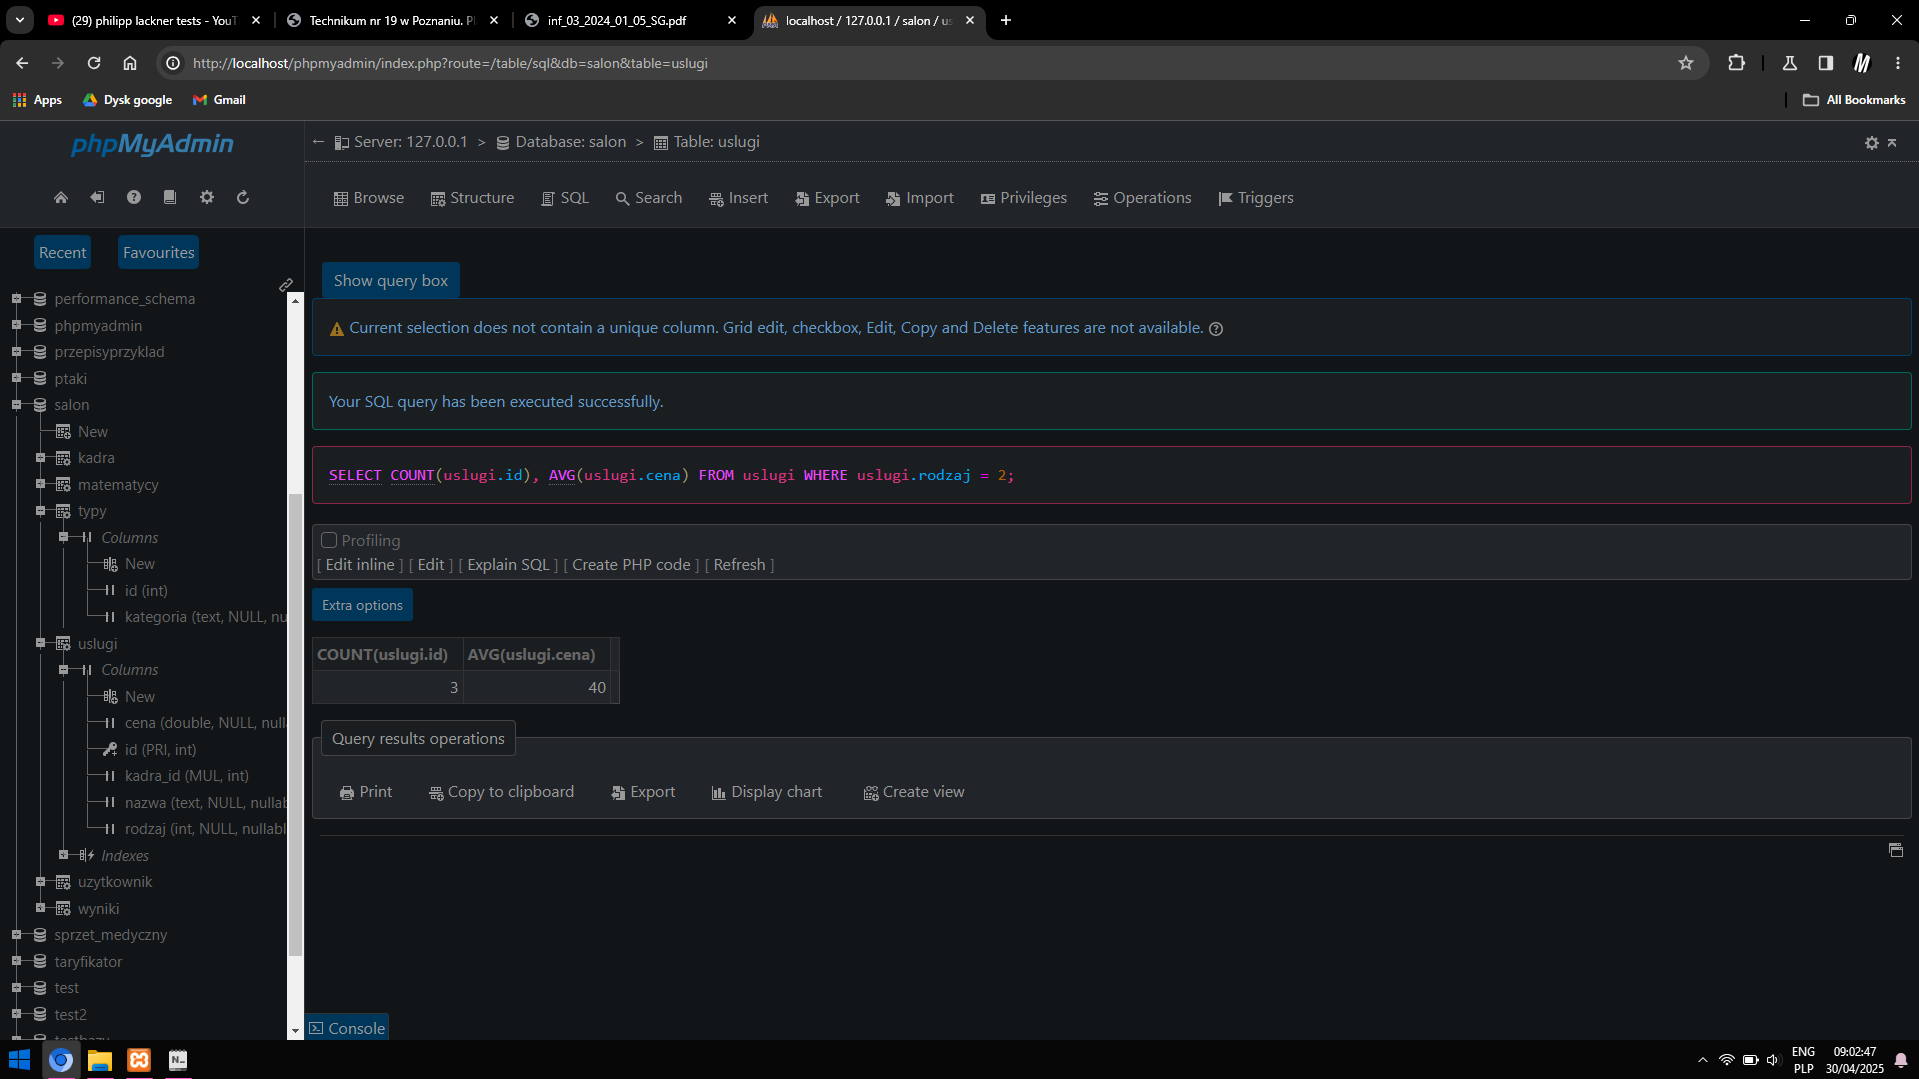 (29) philipp lackner tests - YouT
Technikum nr 19 w Poznaniu. Pl
inf_03_2024_01_05_SG.pdf
localhost / 127.0.0.1 / salon / us
http://localhost/phpmyadmin/index.php?route=/table/sql&db=salon&table=uslugi
Apps
Dysk google
Gmail
All Bookmarks
phpMyAdmin
Server: 127.0.0.1 > Database: salon > Table: uslugi
Browse
Structure
SQL
Search
Insert
Export
Import
Privileges
Operations
Triggers
Recent
Favourites
performance_schema
phpmyadmin
przepisyprzyklad
ptaki
salon
New
kadra
matematycy
typy
Columns
New
id (int)
kategoria (text, NULL, nu
uslugi
Columns
New
cena (double, NULL, null
id (PRI, int)
kadra_id (MUL, int)
nazwa (text, NULL, nullab
rodzaj (int, NULL, nullabl
Indexes
uzytkownik
wyniki
sprzet_medyczny
taryfikator
test
test2
Show query box
Current selection does not contain a unique column. Grid edit, checkbox, Edit, Copy and Delete features are not available.
Your SQL query has been executed successfully.
SELECT COUNT(uslugi.id), AVG(uslugi.cena) FROM uslugi WHERE uslugi.rodzaj = 2;
Profiling
[ Edit inline ] [ Edit ] [ Explain SQL ] [ Create PHP code ] [ Refresh ]
Extra options
COUNT(uslugi.id) AVG(uslugi.cena)
3 40
Query results operations
Print
Copy to clipboard
Export
Display chart
Create view
Console
ENG
PLP
09:02:47
30/04/2025